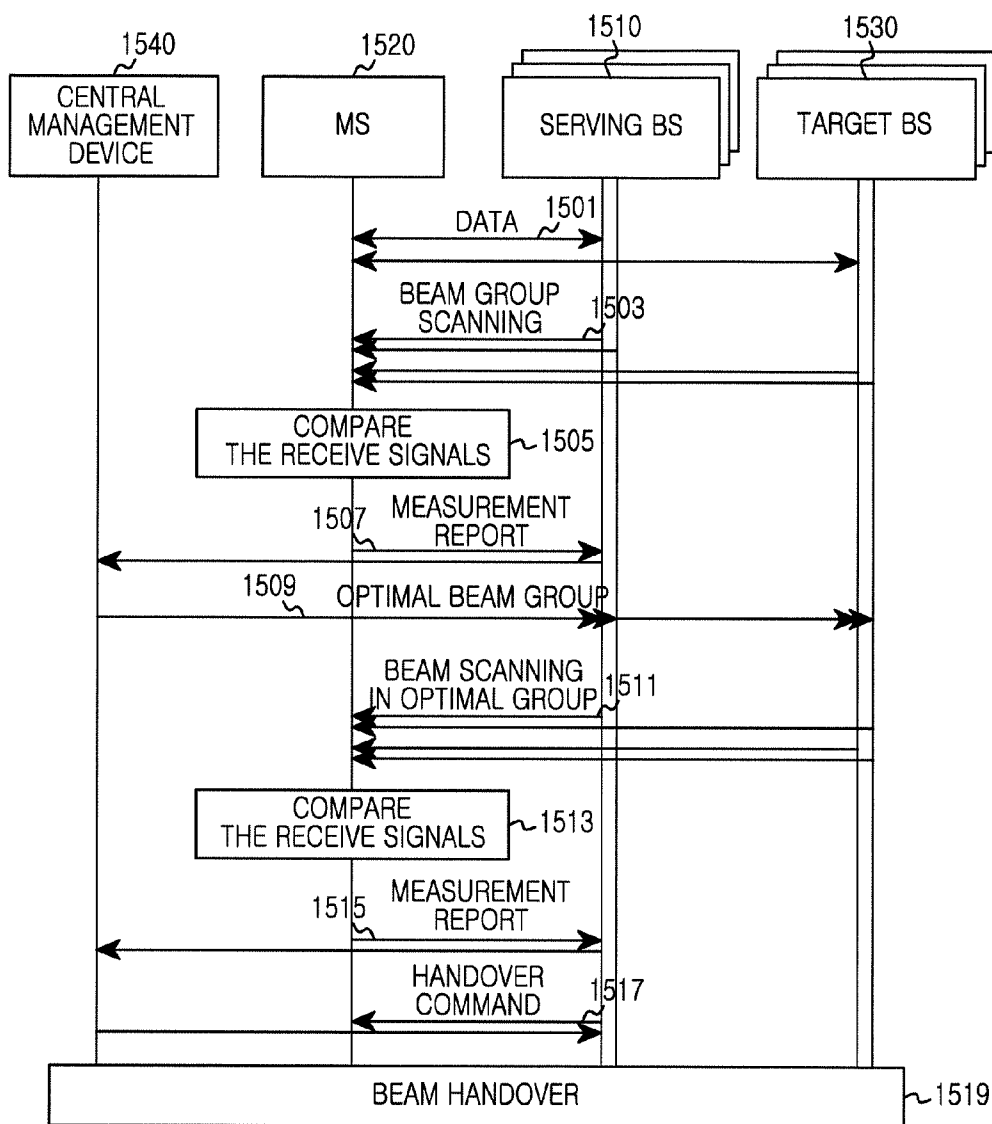 1540
1520
1510
1530
CENTRAL
MANAGEMENT
DEVICE
MS
SERVING BS
TARGET BS
DATA
1501
BEAM GROUP
SCANNING
1503
COMPARE
THE RECEIVE SIGNALS
1505
1507
MEASUREMENT
REPORT
1509
OPTIMAL BEAM GROUP
BEAM SCANNING
IN OPTIMAL GROUP
1511
COMPARE
THE RECEIVE SIGNALS
1513
1515
MEASUREMENT
REPORT
HANDOVER
COMMAND
1517
BEAM HANDOVER
1519